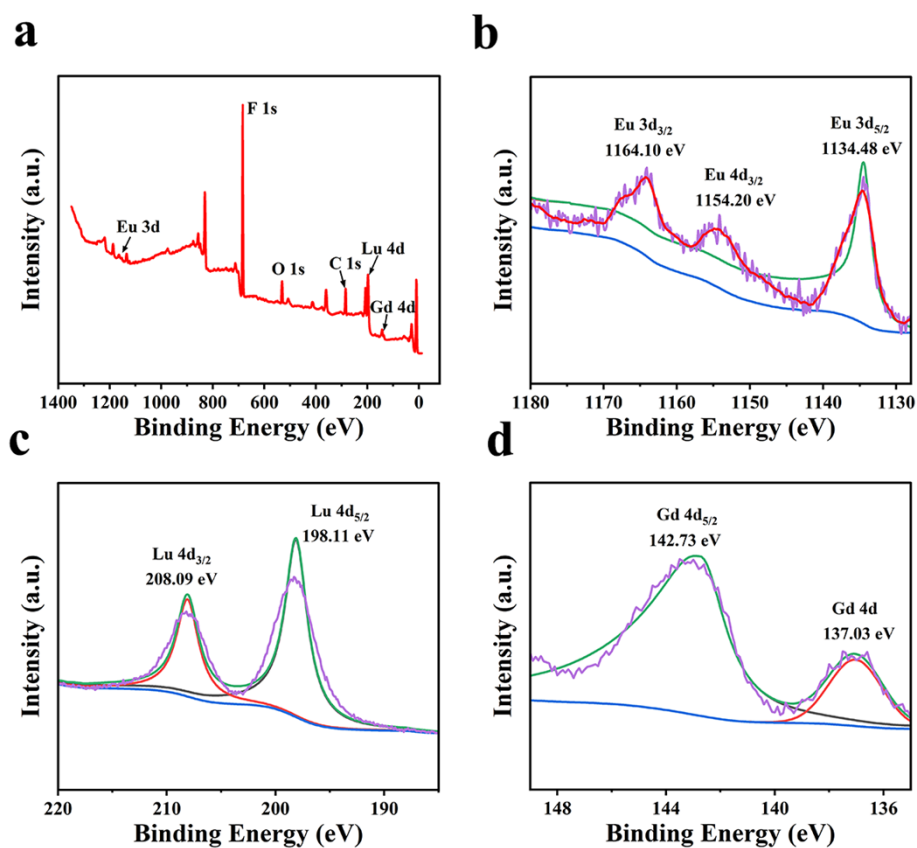 a
F 1s
Eu 3d
O 1s
C 1s
Lu 4d
Gd 4d
Intensity (a.u.)
1400 1200 1000 800 600 400 200 0
Binding Energy (eV)
b
Eu 3d3/2
1164.10 eV
Eu 4d3/2
1154.20 eV
Eu 3d5/2
1134.48 eV
Intensity (a.u.)
1180 1170 1160 1150 1140 1130
Binding Energy (eV)
c
Lu 4d3/2
208.09 eV
Lu 4d5/2
198.11 eV
Intensity (a.u.)
220 210 200 190
Binding Energy (eV)
d
Gd 4d5/2
142.73 eV
Gd 4d
137.03 eV
Intensity (a.u.)
148 144 140 136
Binding Energy (eV)